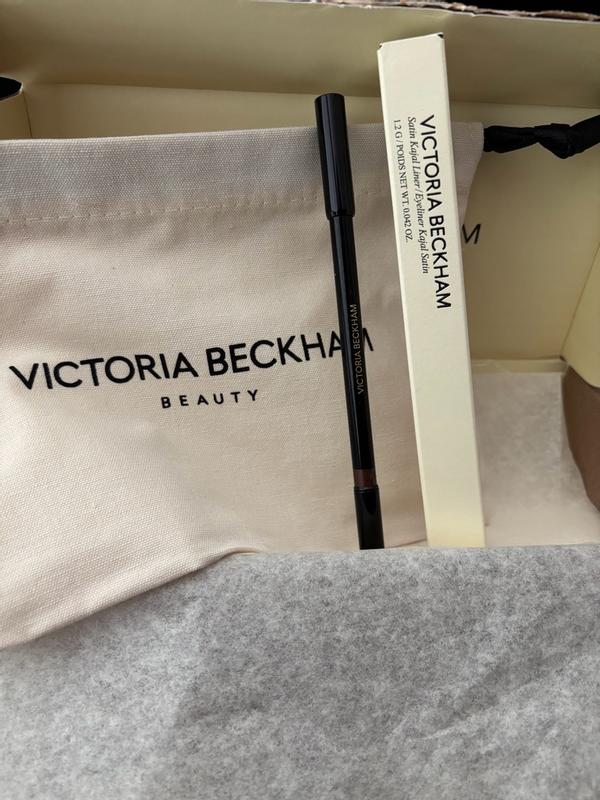 VICTORIA BECKHAM
Satin Kajal Liner/Eyeliner Kajal Satin
1.2 G/POIDS NET WT. 0.042 OZ.
VICTORIA BECKHAM
VICTORIA BECKHAM
BEAUTY
M